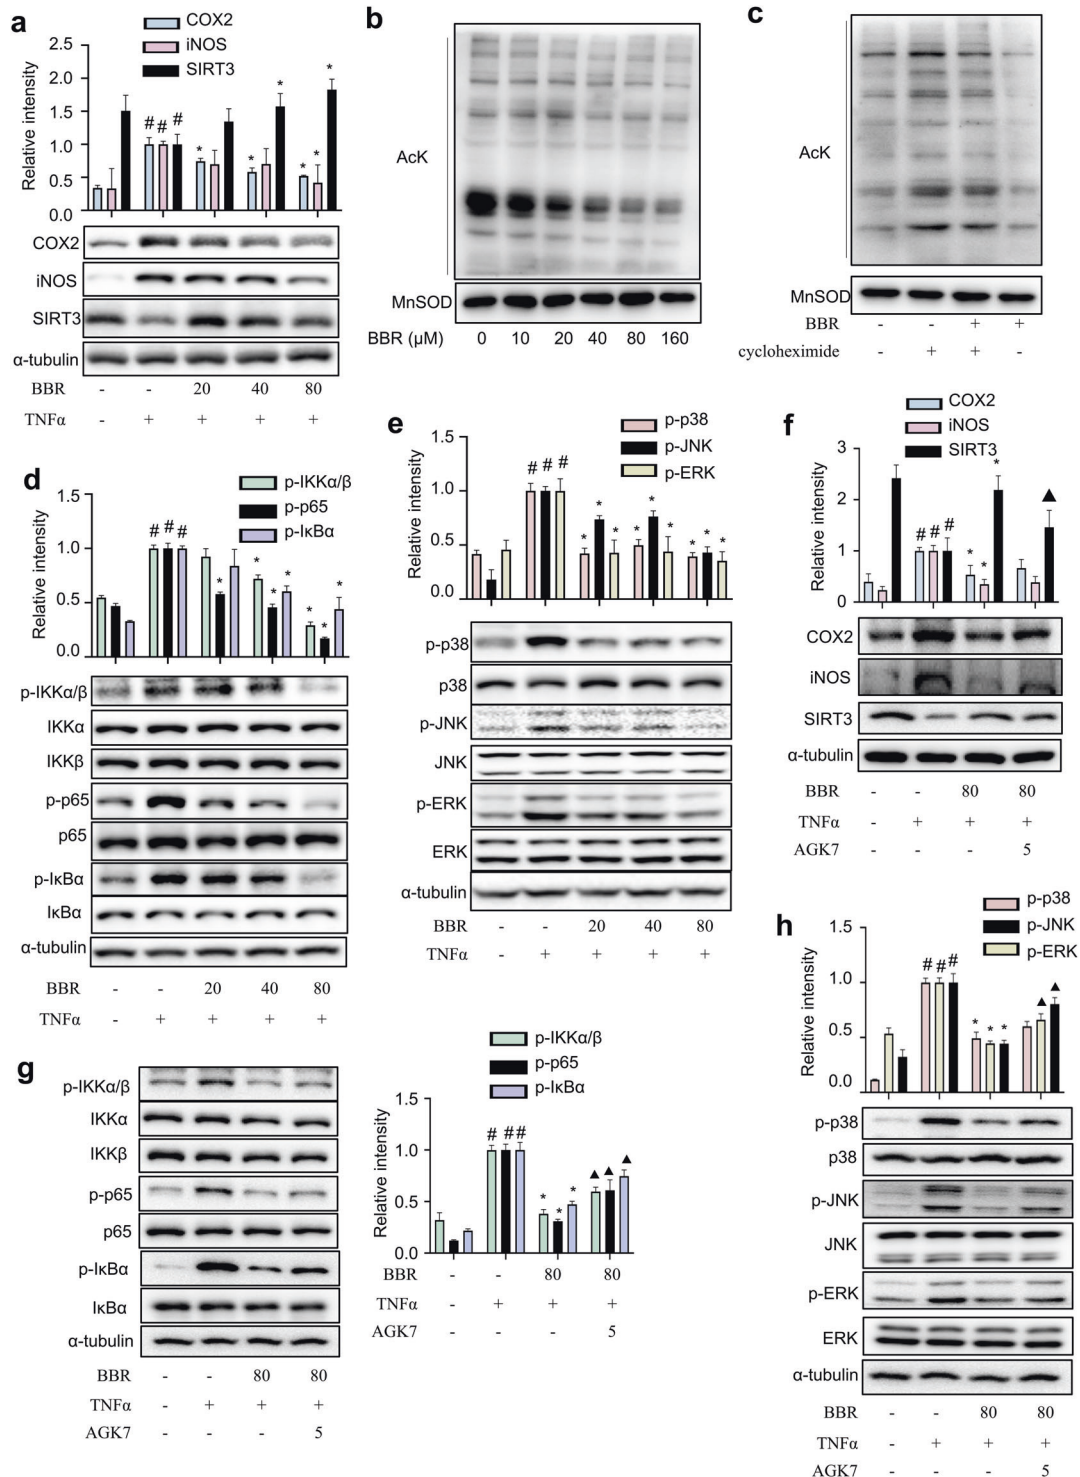 a
COX2
iNOS
SIRT3
Relative intensity
2.5
2.0
1.5
1.0
0.5
0.0
# # #
* * * * * *
COX2
iNOS
SIRT3
α-tubulin
BBR - - 20 40 80
TNFα - + + + +
b
AcK
MnSOD
BBR (μM) 0 10 20 40 80 160
c
AcK
MnSOD
BBR - - + +
cycloheximide - + + -
d
p-IKKα/β
p-p65
p-IκBα
Relative intensity
1.5
1.0
0.5
0.0
# # #
* * * * * * *
p-IKKα/β
IKKα
IKKβ
p-p65
p65
p-IκBα
IκBα
α-tubulin
BBR - - 20 40 80
TNFα - + + + +
e
p-p38
p-JNK
p-ERK
Relative intensity
1.5
1.0
0.5
0.0
# # #
* * * * * * * * *
p-p38
p38
p-JNK
JNK
p-ERK
ERK
α-tubulin
BBR - - 20 40 80
TNFα - + + + +
f
COX2
iNOS
SIRT3
Relative intensity
3
2
1
0
# # #
* * * ▲
COX2
iNOS
SIRT3
α-tubulin
BBR - - 80 80
TNFα - + + +
AGK7 - - - 5
g
p-IKKα/β
IKKα
IKKβ
p-p65
p65
p-IκBα
IκBα
α-tubulin
BBR - - 80 80
TNFα - + + +
AGK7 - - - 5
p-IKKα/β
p-p65
p-IκBα
Relative intensity
1.5
1.0
0.5
0.0
# # #
* * * ▲ ▲ ▲
BBR - - 80 80
TNFα - + + +
AGK7 - - - 5
h
p-p38
p-JNK
p-ERK
Relative intensity
1.5
1.0
0.5
0.0
# # #
* * * ▲ ▲
p-p38
p38
p-JNK
JNK
p-ERK
ERK
α-tubulin
BBR - - 80 80
TNFα - + + +
AGK7 - - - 5